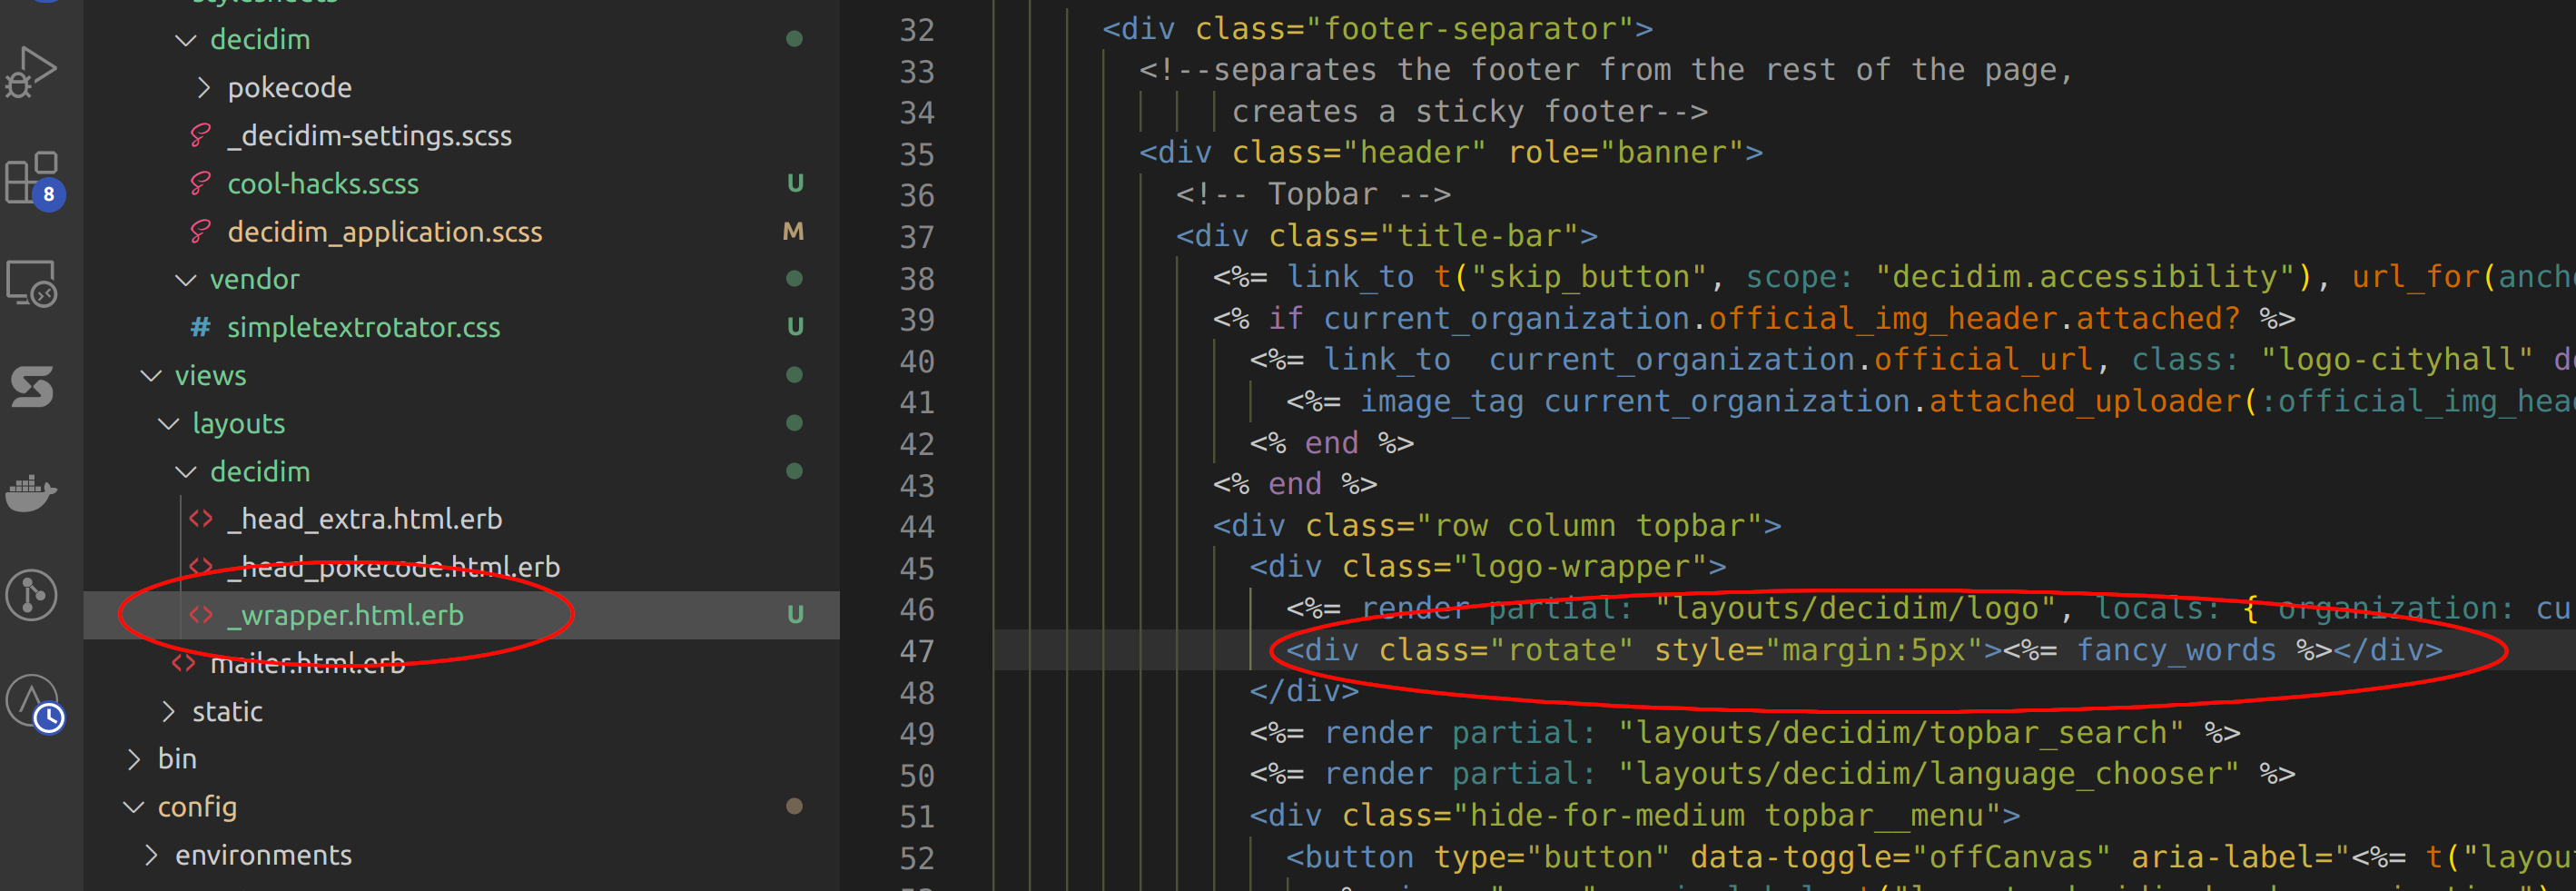 stylesheets
decidim
pokecode
_decidim-settings.scss
cool-hacks.scss U
decidim_application.scss M
vendor
simpletextrotator.css U
views
layouts
decidim
_head_extra.html.erb
_head_pokecode.html.erb
_wrapper.html.erb U
mailer.html.erb
static
bin
config
environments
8
32 <div class="footer-separator">
33 <!--separates the footer from the rest of the page,
34 creates a sticky footer-->
35 <div class="header" role="banner">
36 <!-- Topbar -->
37 <div class="title-bar">
38 <%= link_to t("skip_button", scope: "decidim.accessibility"), url_for(ancho
39 <% if current_organization.official_img_header.attached? %>
40 <%= link_to  current_organization.official_url, class: "logo-cityhall" d
41 <%= image_tag current_organization.attached_uploader(:official_img_hea
42 <% end %>
43 <% end %>
44 <div class="row column topbar">
45 <div class="logo-wrapper">
46 <%= render partial: "layouts/decidim/logo", locals: { organization: cu
47 <div class="rotate" style="margin:5px"><%= fancy_words %></div>
48 </div>
49 <%= render partial: "layouts/decidim/topbar_search" %>
50 <%= render partial: "layouts/decidim/language_chooser" %>
51 <div class="hide-for-medium topbar__menu">
52 <button type="button" data-toggle="offCanvas" aria-label="<%= t("layou